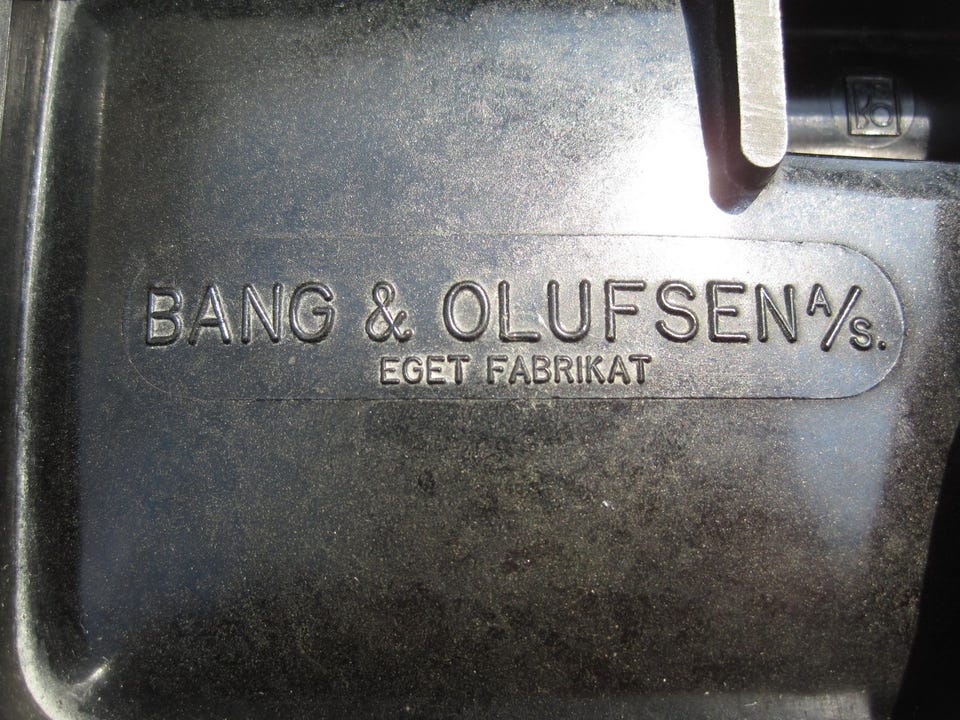 BANG & OLUFSEN A/S.
EGET FABRIKAT